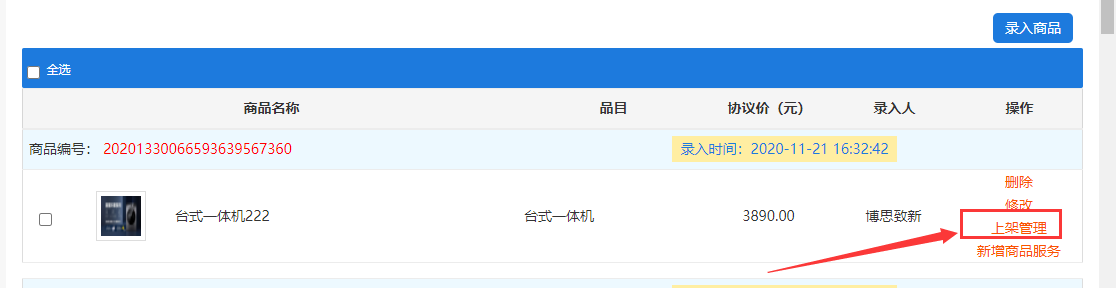 录入商品
全选
商品名称 品目 协议价（元） 录入人 操作
商品编号： 20201330066593639567360 录入时间：2020-11-21 16:32:42
删除
修改
台式一体机222 台式一体机 3890.00 博思致新
上架管理
新增商品服务